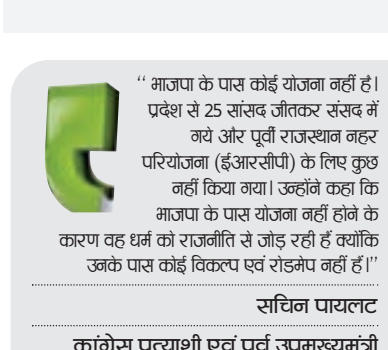 ‘‘ भाजपा के पास कोई योजना नहीं है।
प्रदेश से 25 सांसद जीतकर संसद में
गये और पूर्वी राजस्थान नहर
परियोजना (ईआरसीपी) के लिए कुछ
नहीं किया गया। उन्होंने कहा कि
भाजपा के पास योजना नहीं होने के
कारण वह धर्म को राजनीति से जोड़ रही हैं क्योंकि
उनके पास कोई विकल्प एवं रोडमेप नहीं हैं।’’
सचिन पायलट
कांग्रेस प्रत्याशी एवं पूर्व उपमुख्यमंत्री